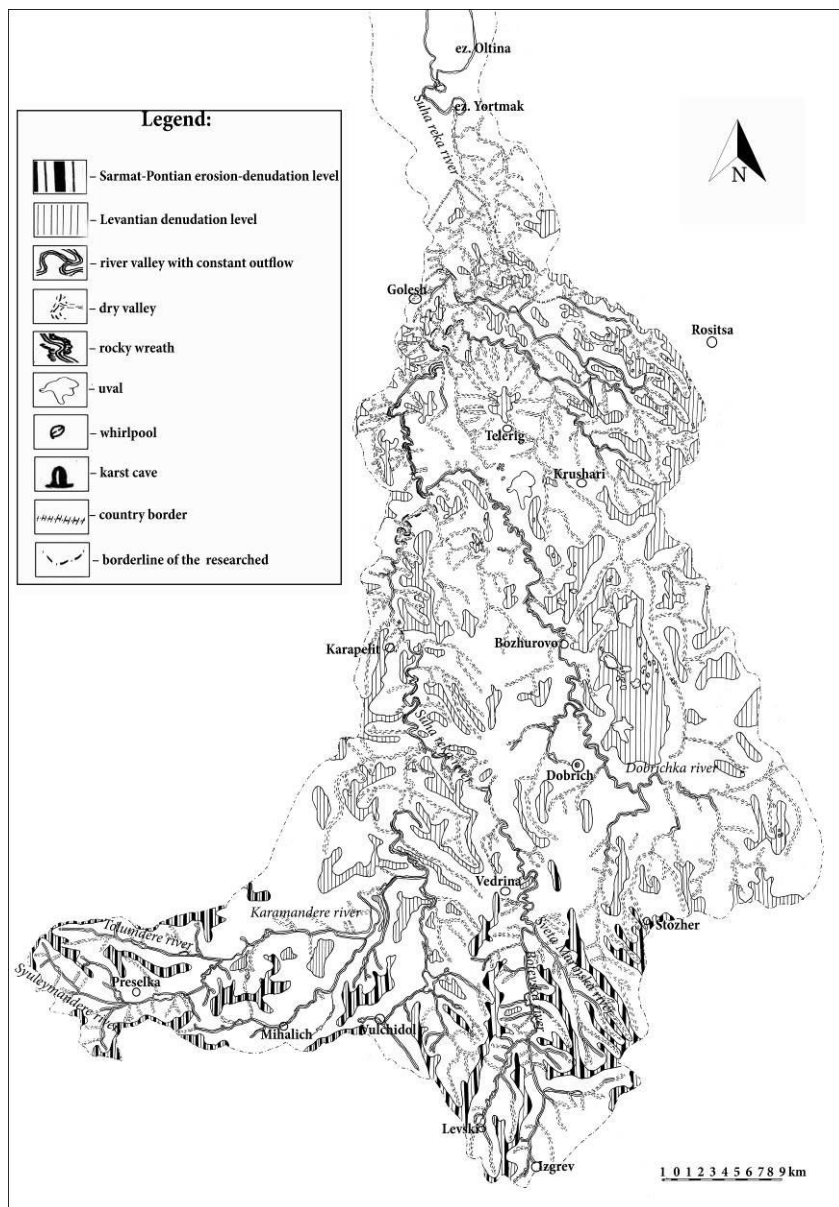 ez. Oltina
ez. Yortmak
Suha reka river
N
Legend:
– Sarmat-Pontian erosion-denudation level
– Levantian denudation level
– river valley with constant outflow
– dry valley
– rocky wreath
– uval
– whirlpool
– karst cave
– country border
– borderline of the researched
Golesh
Rositsa
Telerig
Krushari
Karapelit
Bozhurovo
Suha reka river
Dobrich
Dobrichka river
Vedrina
Karamandere river
Stozher
Preselka
Mihalich
Vulchidol
Levski
Izgrev
1 0 1 2 3 4 5 6 7 8 9 km